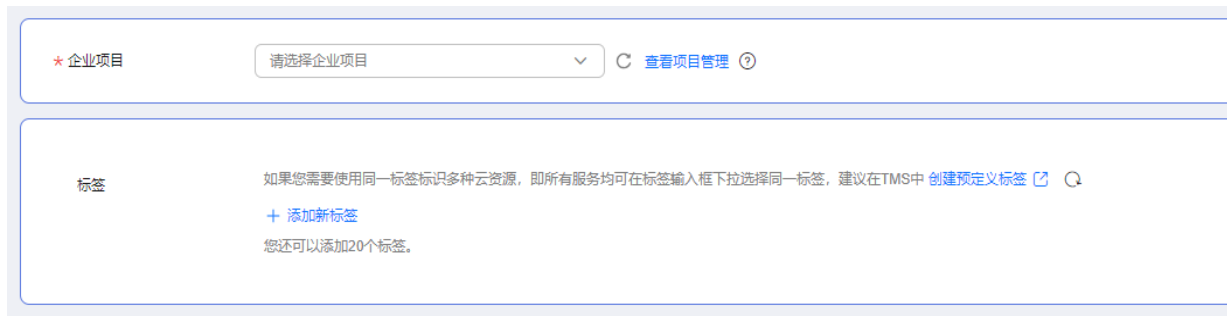 * 企业项目 请选择企业项目 查看项目管理
标签 如果您需要使用同一标签标识多种云资源，即所有服务均可在标签输入框下拉选择同一标签，建议在TMS中 创建预定义标签
+ 添加新标签
您还可以添加20个标签。